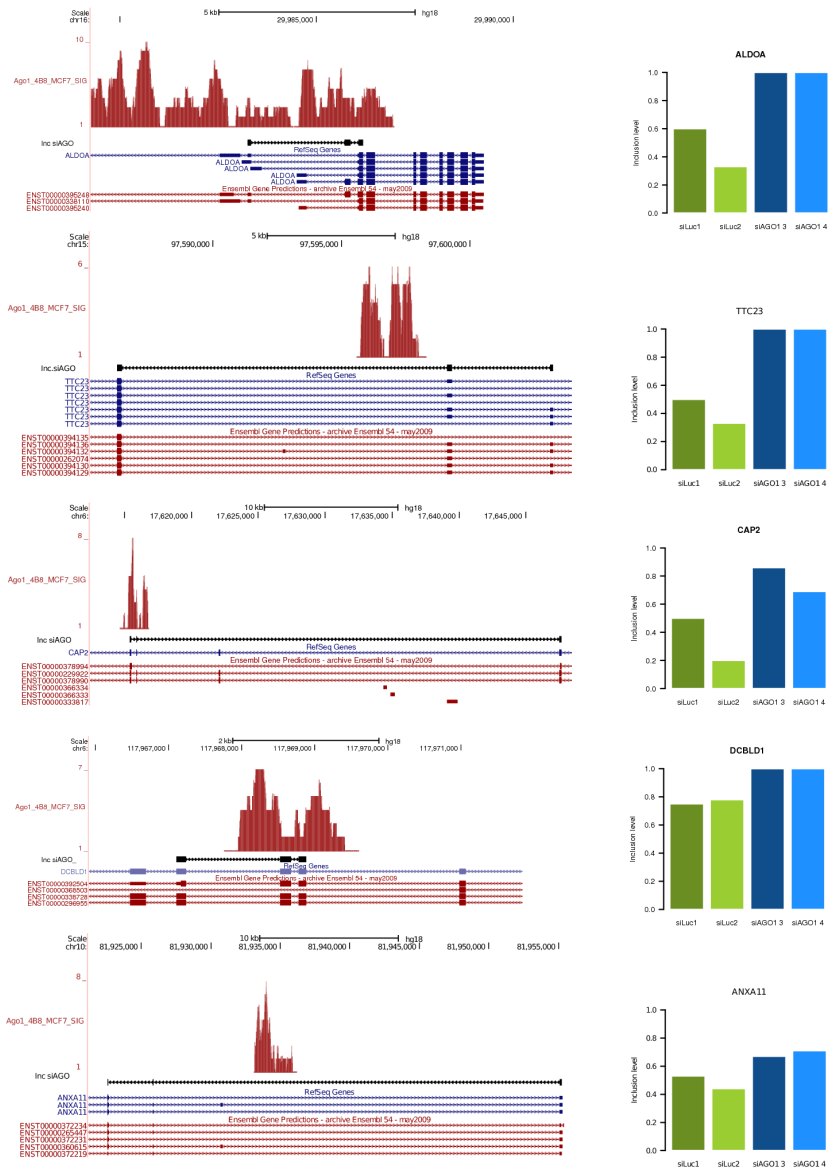 Scale 5 kb hg18
chr16: 29,985,000 29,990,000
10
Ago1_4B8_MCF7_SIG
1
Inc siAGO
RefSeq Genes
ALDOA
ALDOA
ALDOA
ALDOA
ALDOA
Ensembl Gene Predictions - archive Ensembl 54 - may2009
ENST00000395248
ENST00000338110
ENST00000395240
ALDOA
Inclusion level
1.0
0.8
0.6
0.4
0.2
0.0
siLuc1 siLuc2 siAGO1 3 siAGO1 4
Scale 5 kb hg18
chr15: 97,590,000 97,595,000 97,600,000
6
Ago1_4B8_MCF7_SIG
1
Inc.siAGO
RefSeq Genes
TTC23
TTC23
TTC23
TTC23
TTC23
TTC23
TTC23
Ensembl Gene Predictions - archive Ensembl 54 - may2009
ENST00000394135
ENST00000394136
ENST00000394132
ENST00000262074
ENST00000394130
ENST00000394129
TTC23
Inclusion level
1.0
0.8
0.6
0.4
0.2
0.0
siLuc1 siLuc2 siAGO1 3 siAGO1 4
Scale 10 kb hg18
chr6: 17,620,000 17,625,000 17,630,000 17,635,000 17,640,000 17,645,000
8
Ago1_4B8_MCF7_SIG
1
Inc siAGO
RefSeq Genes
CAP2
Ensembl Gene Predictions - archive Ensembl 54 - may2009
ENST00000378994
ENST00000229922
ENST00000378990
ENST00000366334
ENST00000366333
ENST00000333817
CAP2
Inclusion level
1.0
0.8
0.6
0.4
0.2
0.0
siLuc1 siLuc2 siAGO1 3 siAGO1 4
Scale 2 kb hg18
chr6: 117,967,000 117,968,000 117,969,000 117,970,000 117,971,000
7
Ago1_4B8_MCF7_SIG
1
Inc siAGO_
RefSeq Genes
DCBLD1
Ensembl Gene Predictions - archive Ensembl 54 - may2009
ENST00000392504
ENST00000368503
ENST00000338728
ENST00000296955
DCBLD1
Inclusion level
1.0
0.8
0.6
0.4
0.2
0.0
siLuc1 siLuc2 siAGO1 3 siAGO1 4
Scale 10 kb hg18
chr10: 81,925,000 81,930,000 81,935,000 81,940,000 81,945,000 81,950,000 81,955,000
8
Ago1_4B8_MCF7_SIG
1
Inc siAGO
RefSeq Genes
ANXA11
ANXA11
ANXA11
Ensembl Gene Predictions - archive Ensembl 54 - may2009
ENST00000372234
ENST00000265447
ENST00000372231
ENST00000360615
ENST00000372219
ANXA11
Inclusion level
1.0
0.8
0.6
0.4
0.2
0.0
siLuc1 siLuc2 siAGO1 3 siAGO1 4